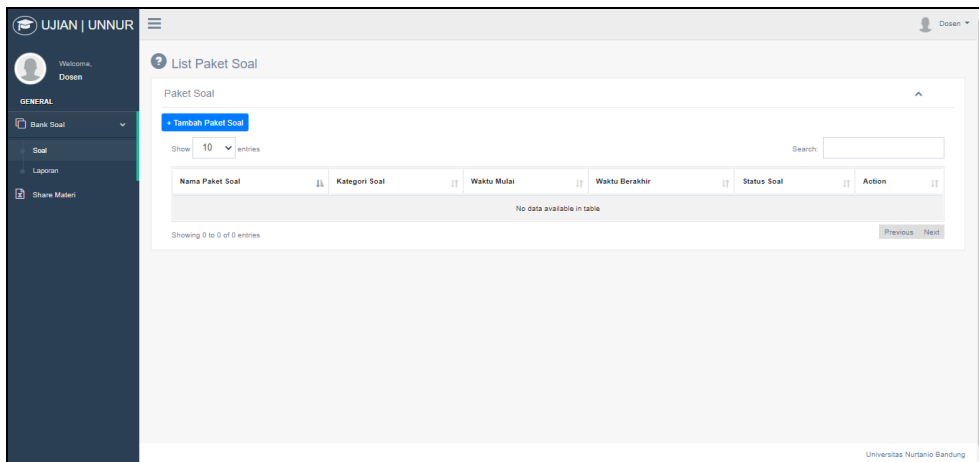 UJIAN | UNNUR
Dosen
Welcome,
Dosen
GENERAL
Bank Soal
Soal
Laporan
Share Materi
List Paket Soal
Paket Soal
+ Tambah Paket Soal
Show 10 entries
Search:
Nama Paket Soal Kategori Soal Waktu Mulai Waktu Berakhir Status Soal Action
No data available in table
Showing 0 to 0 of 0 entries
Previous Next
Universitas Nurtanio Bandung